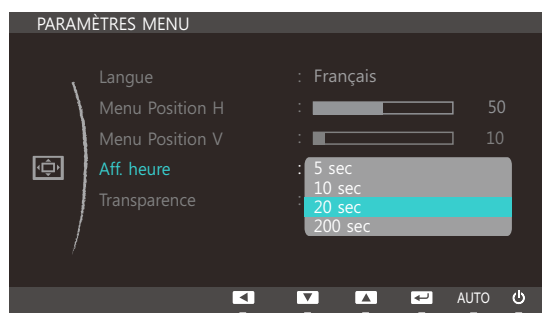 PARAMÈTRES MENU
Langue : Français
Menu Position H : 50
Menu Position V : 10
Aff. heure : 5 sec
10 sec
Transparence : 20 sec
200 sec
AUTO